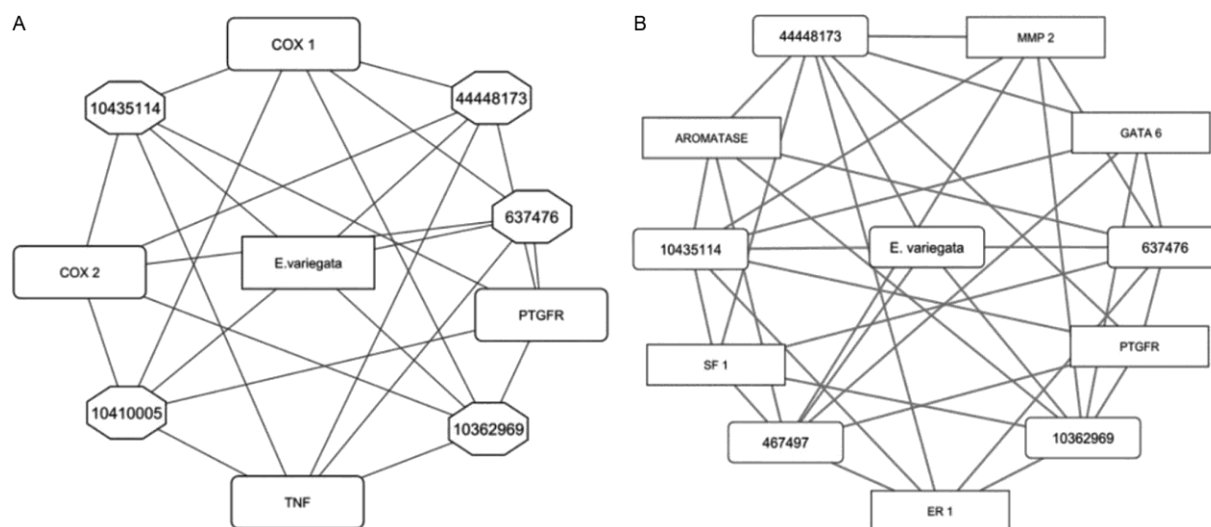 A
COX 1
10435114
44448173
637476
COX 2
E.variegata
PTGFR
10410005
10362969
TNF
B
44448173
MMP 2
AROMATASE
GATA 6
10435114
E. variegata
637476
SF 1
PTGFR
467497
10362969
ER 1